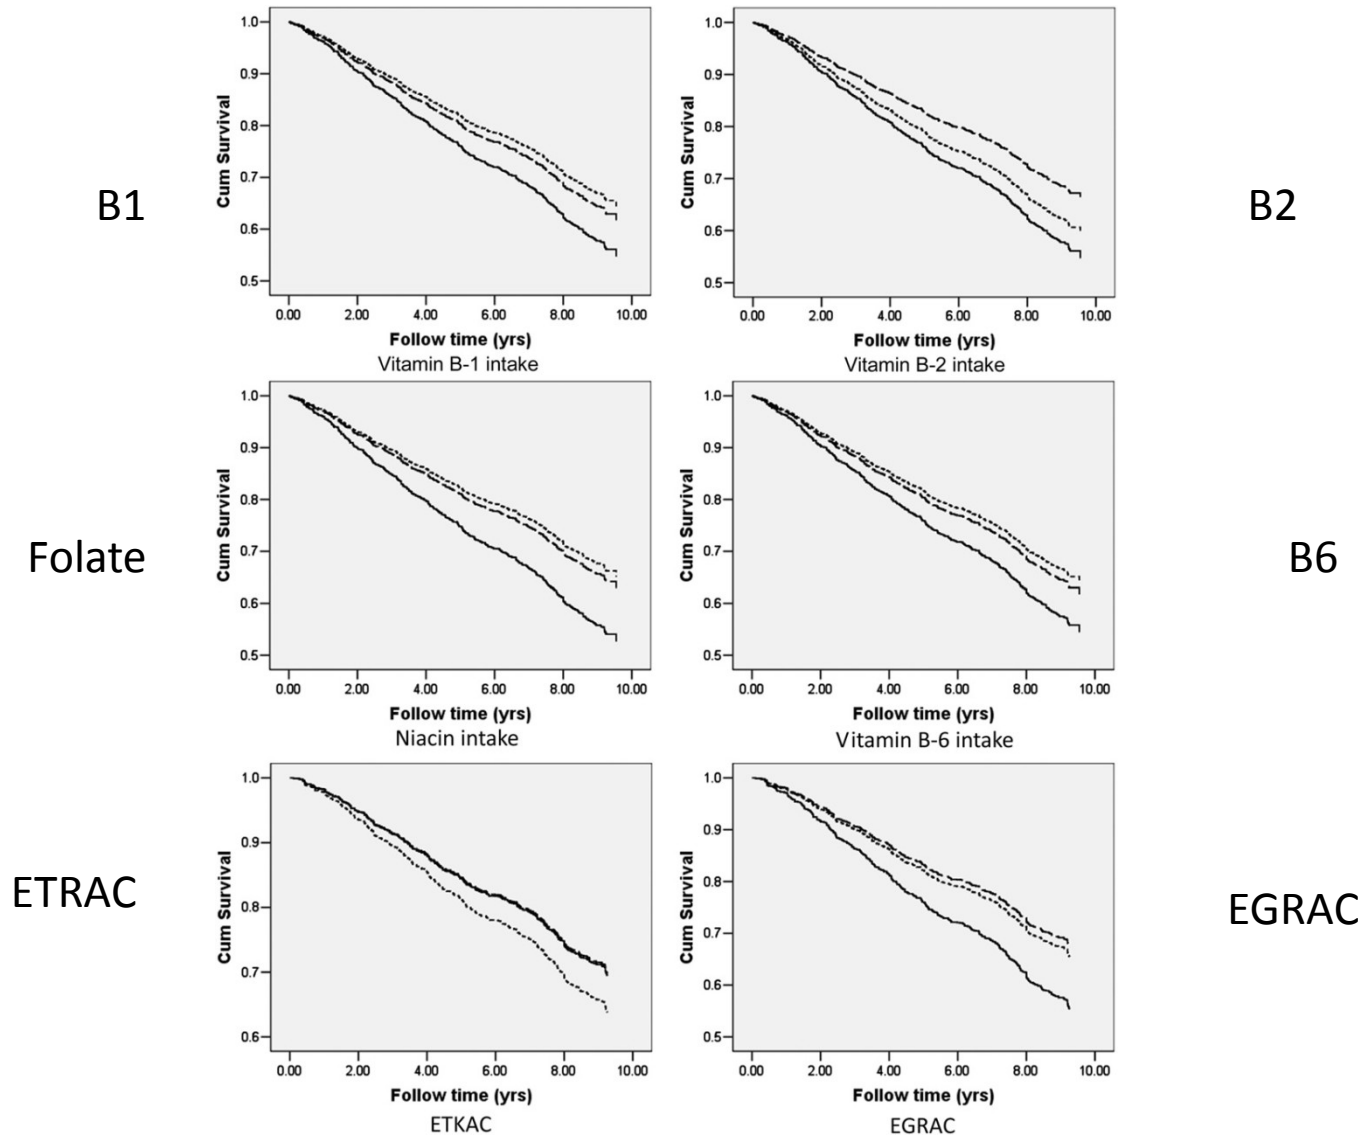 B1
Cum Survival
1.0
0.9
0.8
0.7
0.6
0.5
0.00 2.00 4.00 6.00 8.00 10.00
Follow time (yrs)
Vitamin B-1 intake
B2
Cum Survival
1.0
0.9
0.8
0.7
0.6
0.5
0.00 2.00 4.00 6.00 8.00 10.00
Follow time (yrs)
Vitamin B-2 intake
Folate
Cum Survival
1.0
0.9
0.8
0.7
0.6
0.5
0.00 2.00 4.00 6.00 8.00 10.00
Follow time (yrs)
Niacin intake
B6
Cum Survival
1.0
0.9
0.8
0.7
0.6
0.5
0.00 2.00 4.00 6.00 8.00 10.00
Follow time (yrs)
Vitamin B-6 intake
ETRAC
Cum Survival
1.0
0.9
0.8
0.7
0.6
0.00 2.00 4.00 6.00 8.00 10.00
Follow time (yrs)
ETKAC
EGRAC
Cum Survival
1.0
0.9
0.8
0.7
0.6
0.5
0.00 2.00 4.00 6.00 8.00 10.00
Follow time (yrs)
EGRAC